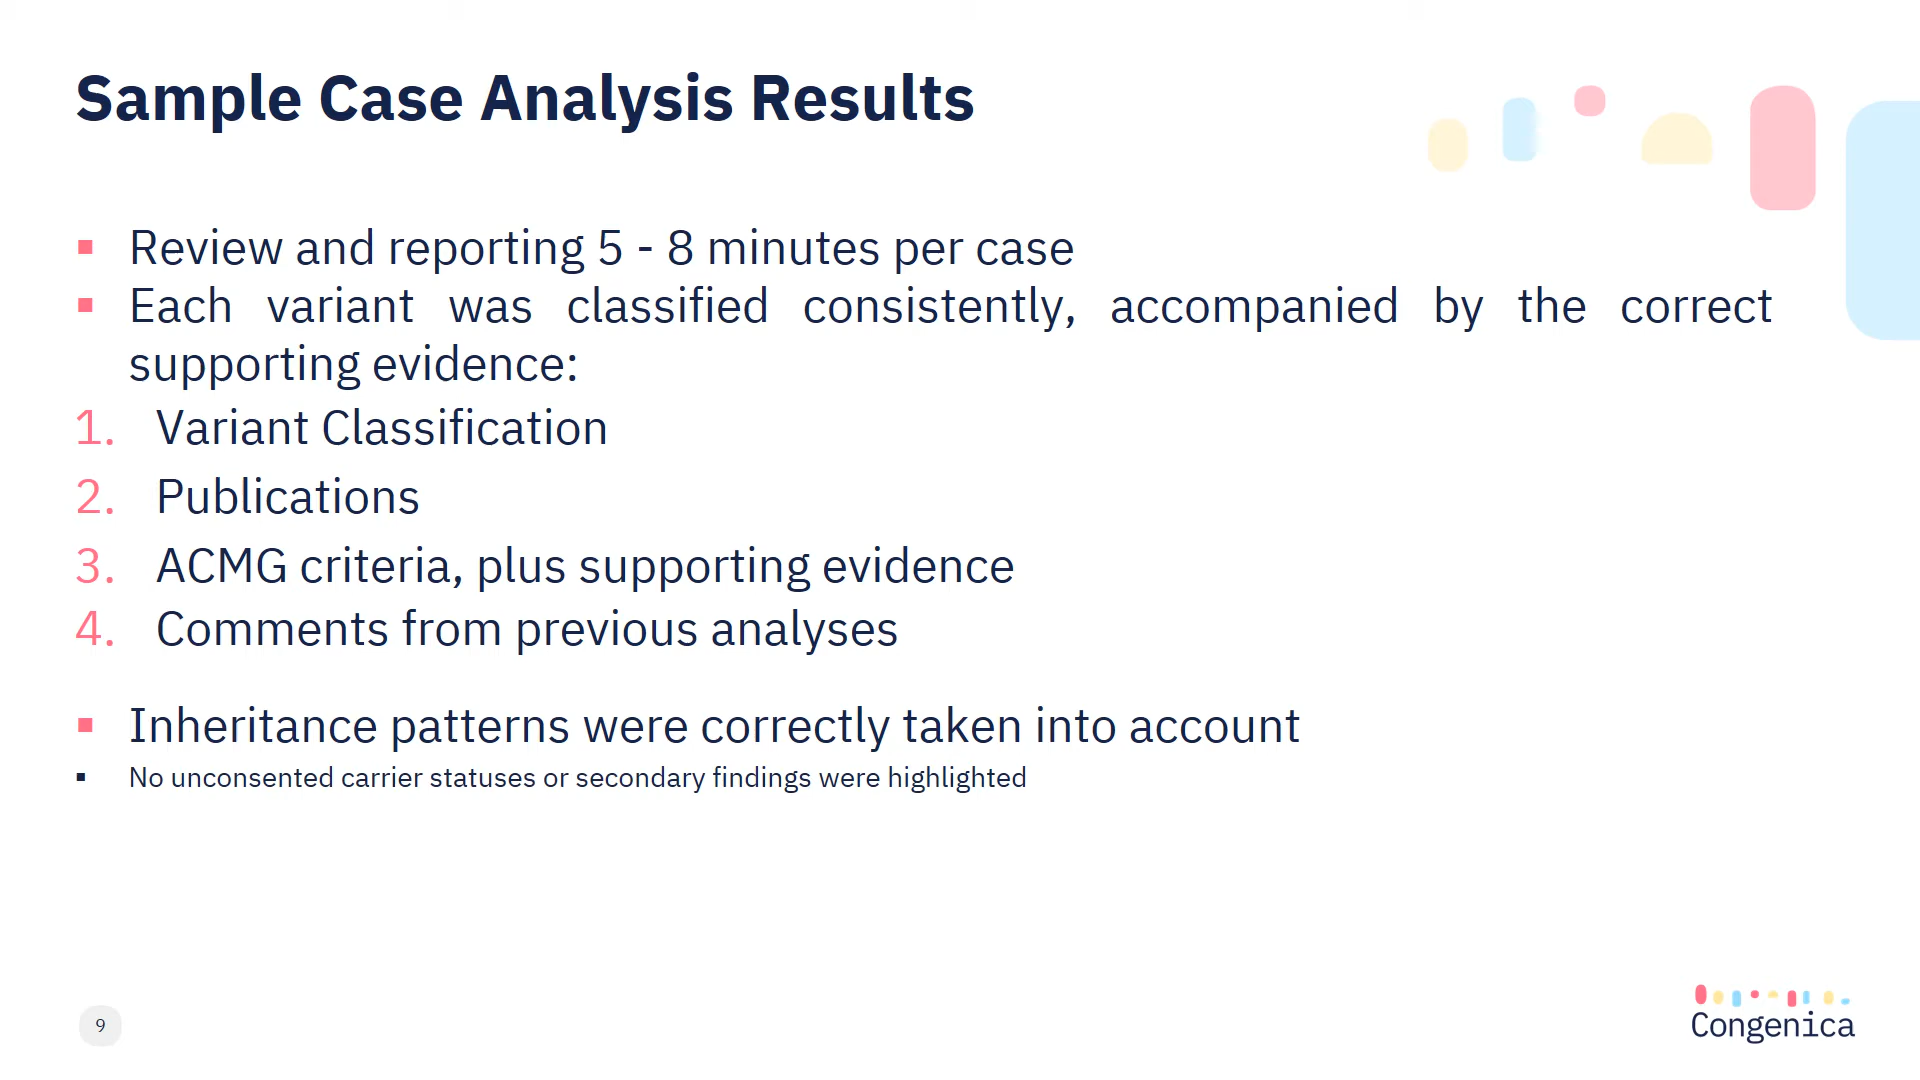 Sample Case Analysis Results
▪ Review and reporting 5 - 8 minutes per case
▪ Each variant was classified consistently, accompanied by the correct
supporting evidence:
1. Variant Classification
2. Publications
3. ACMG criteria, plus supporting evidence
4. Comments from previous analyses
▪ Inheritance patterns were correctly taken into account
▪ No unconsented carrier statuses or secondary findings were highlighted
9
Congenica